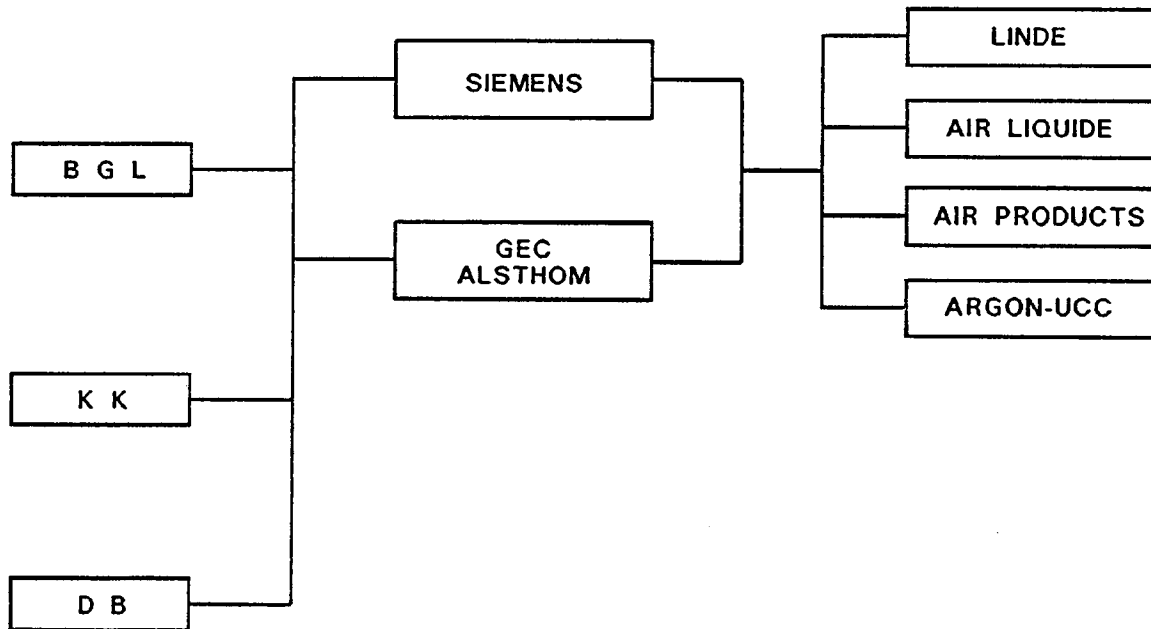 B G L
K K
D B
SIEMENS
GEC
ALSTHOM
LINDE
AIR LIQUIDE
AIR PRODUCTS
ARGON-UCC